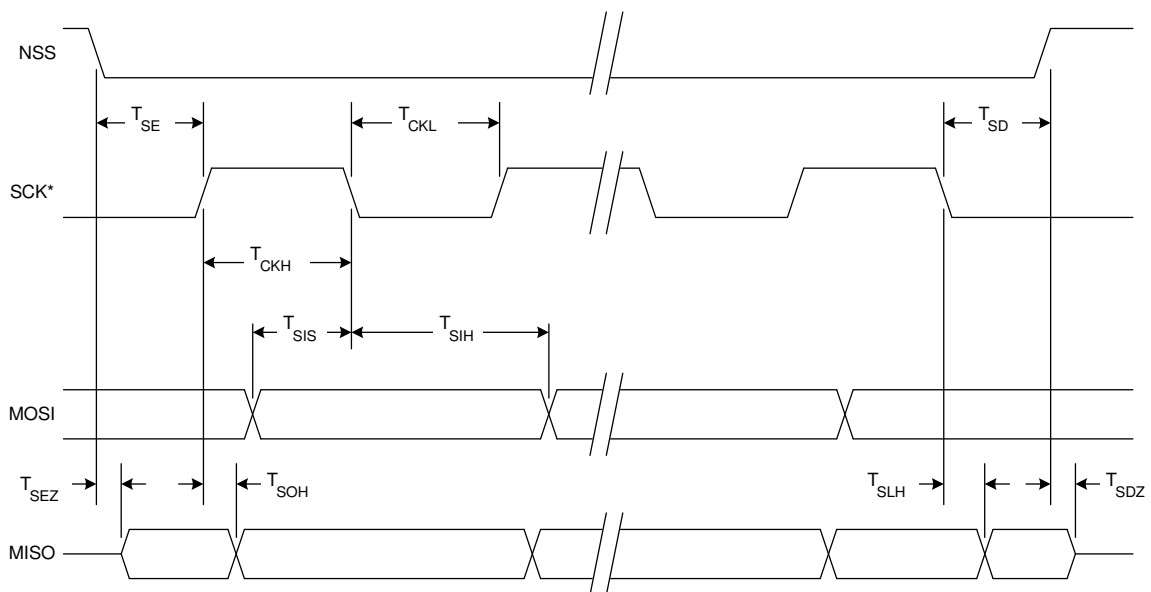 NSS
T_SE
T_CKL
T_SD
SCK*
T_CKH
T_SIS
T_SIH
MOSI
T_SEZ
T_SOH
T_SLH
T_SDZ
MISO